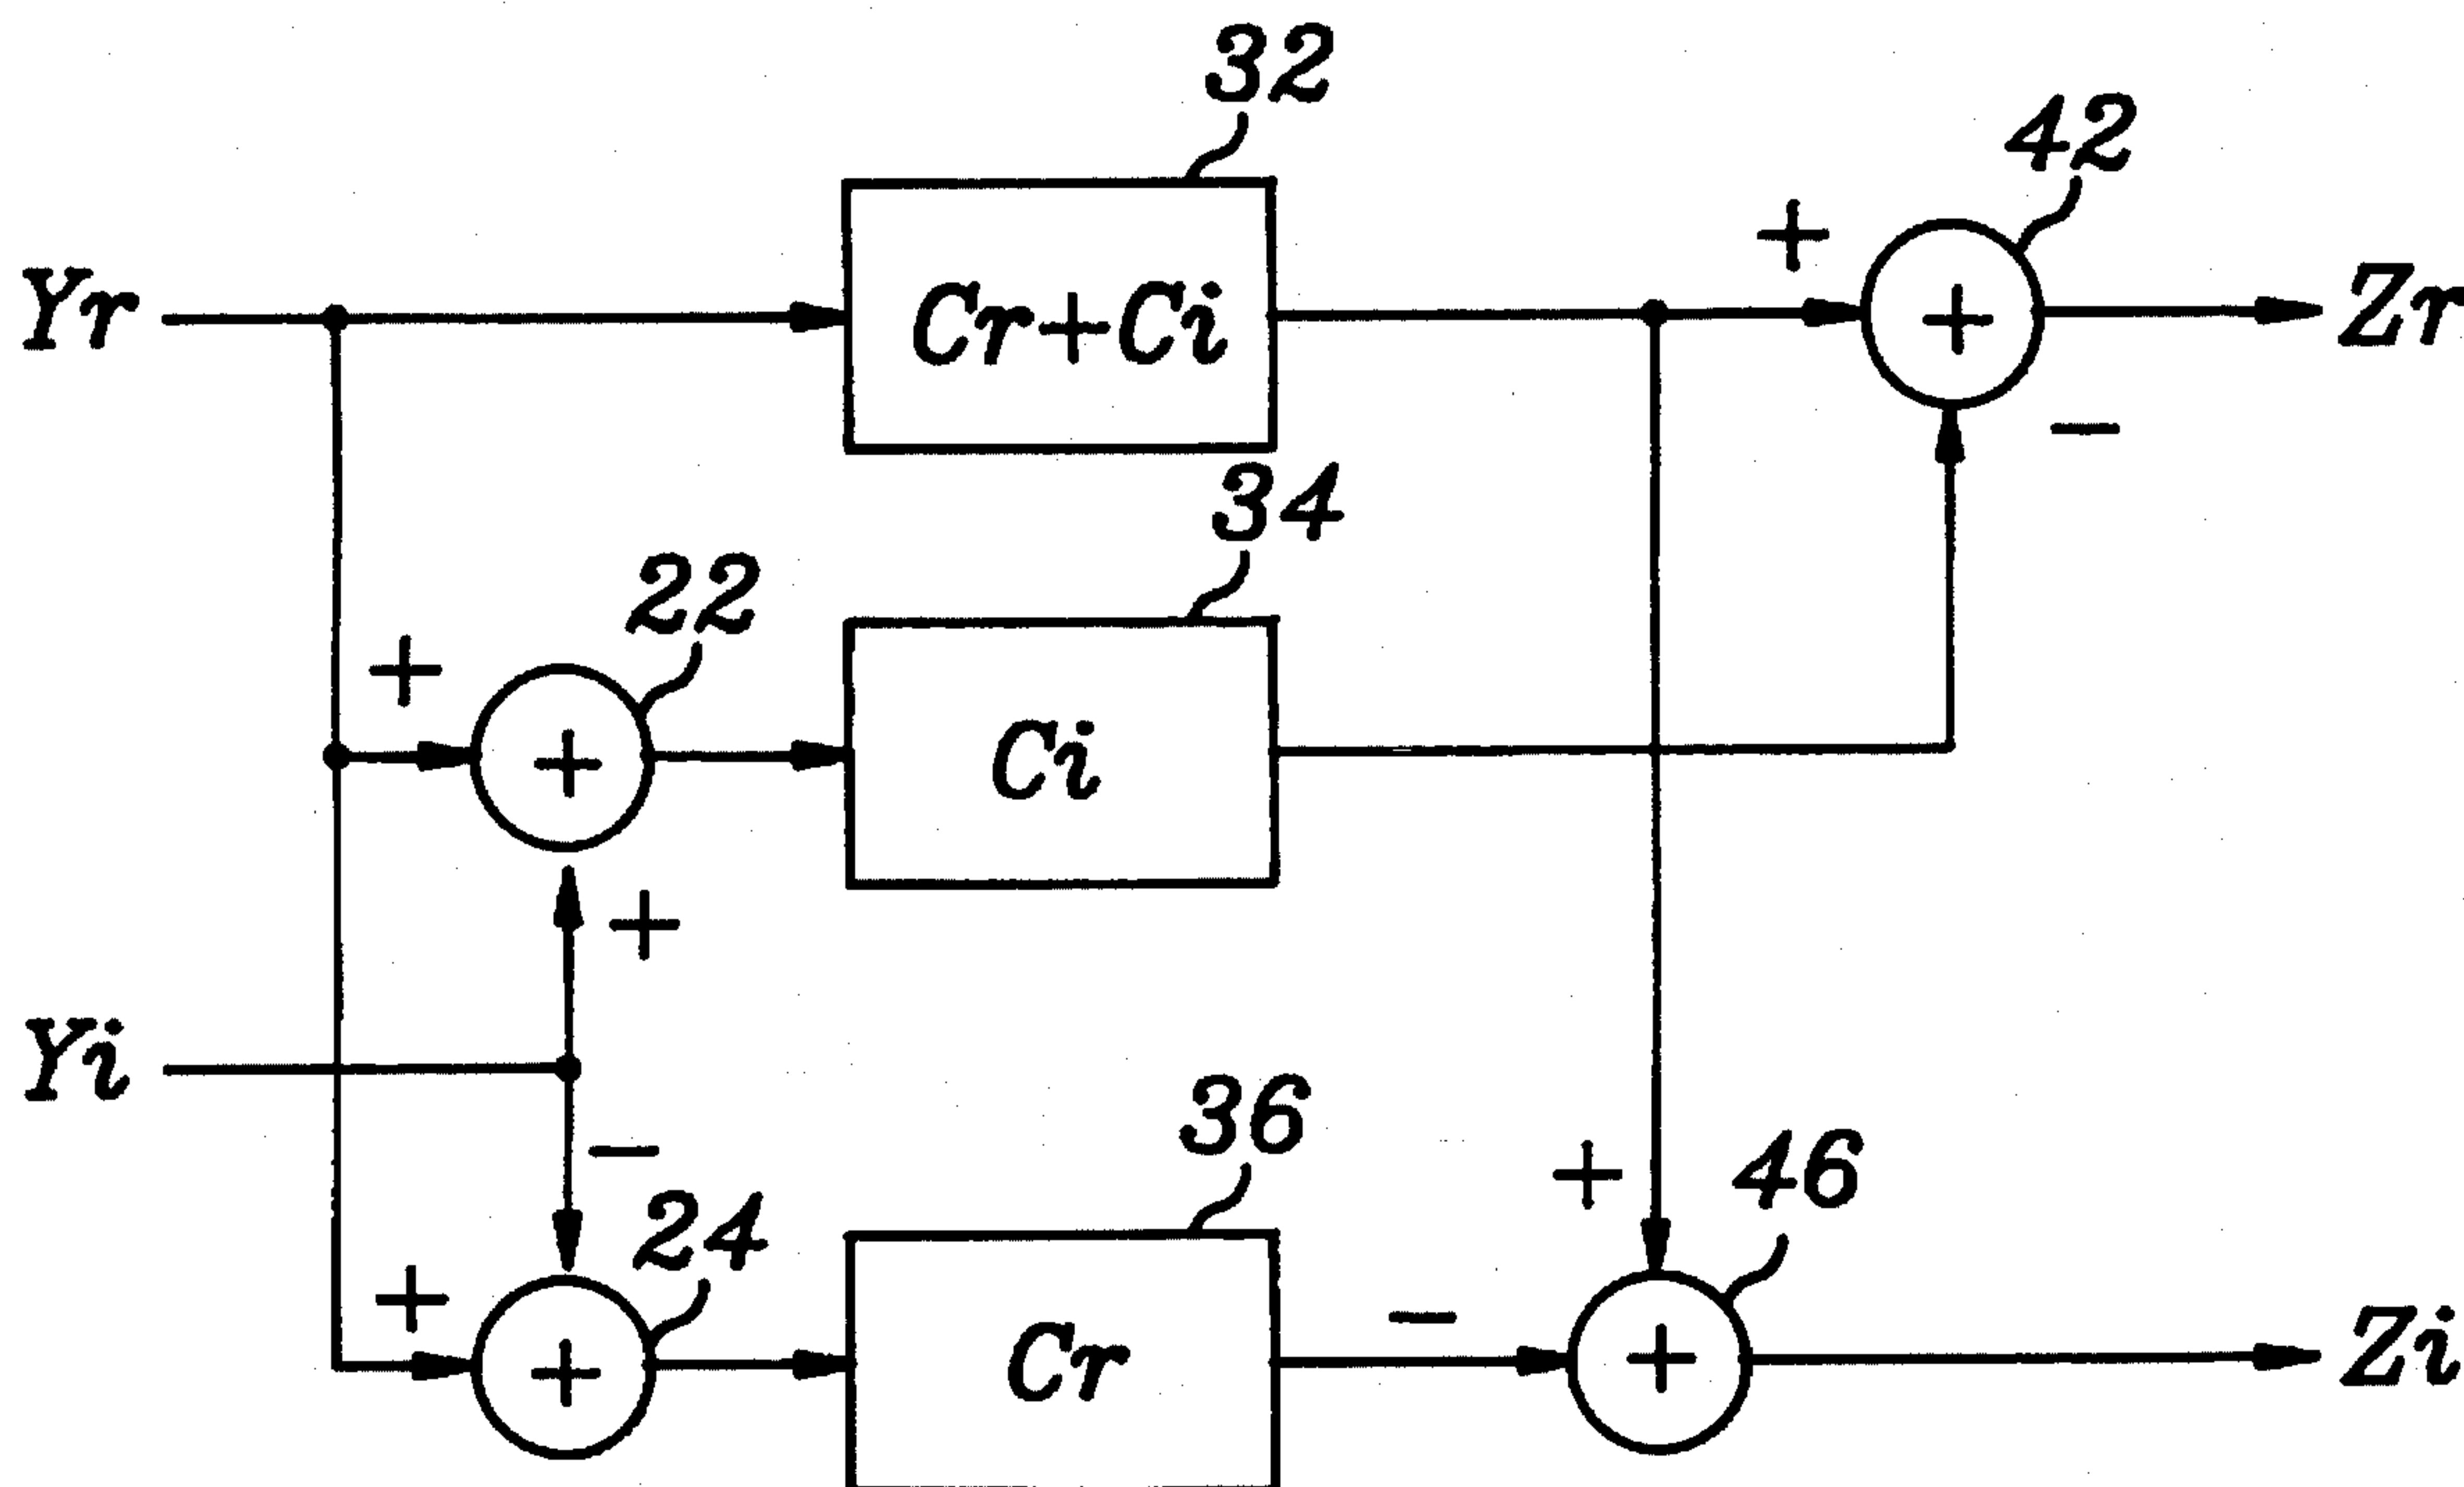 32
42
+
Yr
Cr+Ci
+
Zr
−
34
22
+
+
Ci
+
Yi
−
36
46
+
24
+
+
Cr
−
+
Zi